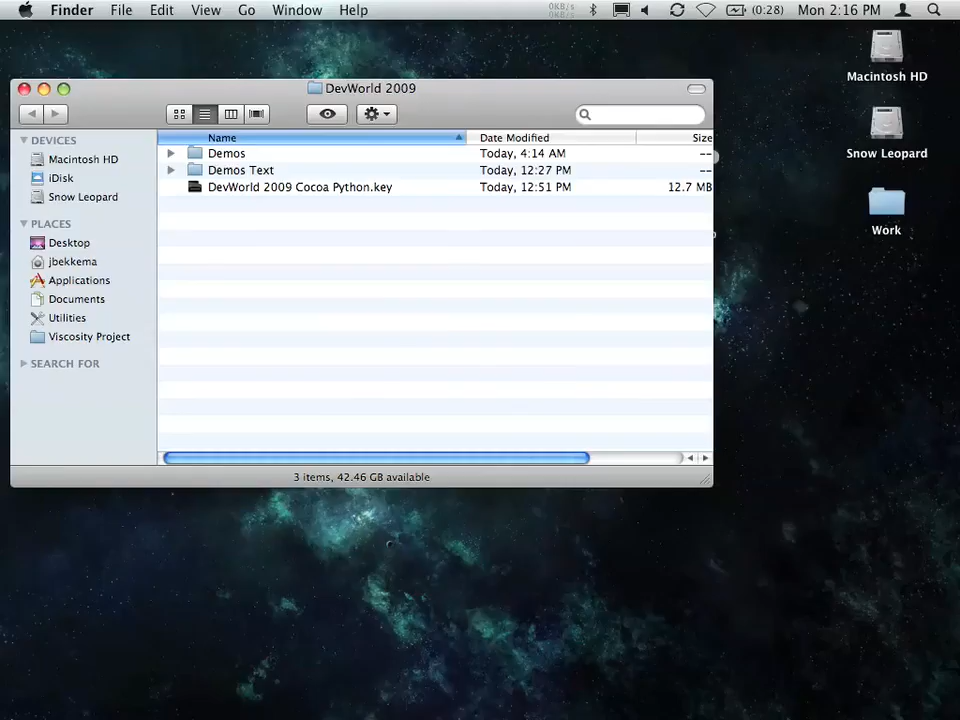 Finder File Edit View Go Window Help 0KB/s 0KB/s (0:28) Mon 2:16 PM
Macintosh HD
Snow Leopard
Work
DevWorld 2009
DEVICES
Macintosh HD
iDisk
Snow Leopard
PLACES
Desktop
jbekkema
Applications
Documents
Utilities
Viscosity Project
SEARCH FOR
Name Date Modified Size
Demos Today, 4:14 AM --
Demos Text Today, 12:27 PM --
DevWorld 2009 Cocoa Python.key Today, 12:51 PM 12.7 MB
3 items, 42.46 GB available